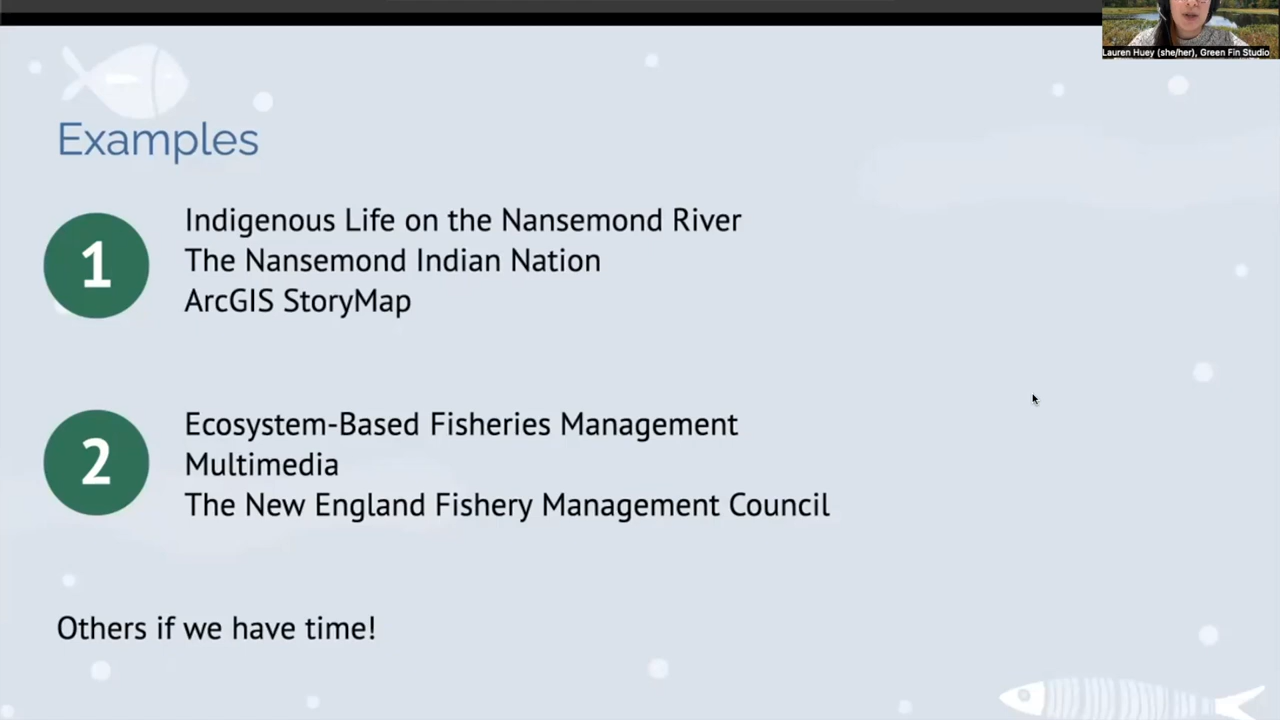 Lauren Huey (she/her), Green Fin Studio
Examples
1
Indigenous Life on the Nansemond River
The Nansemond Indian Nation
ArcGIS StoryMap
2
Ecosystem-Based Fisheries Management
Multimedia
The New England Fishery Management Council
Others if we have time!